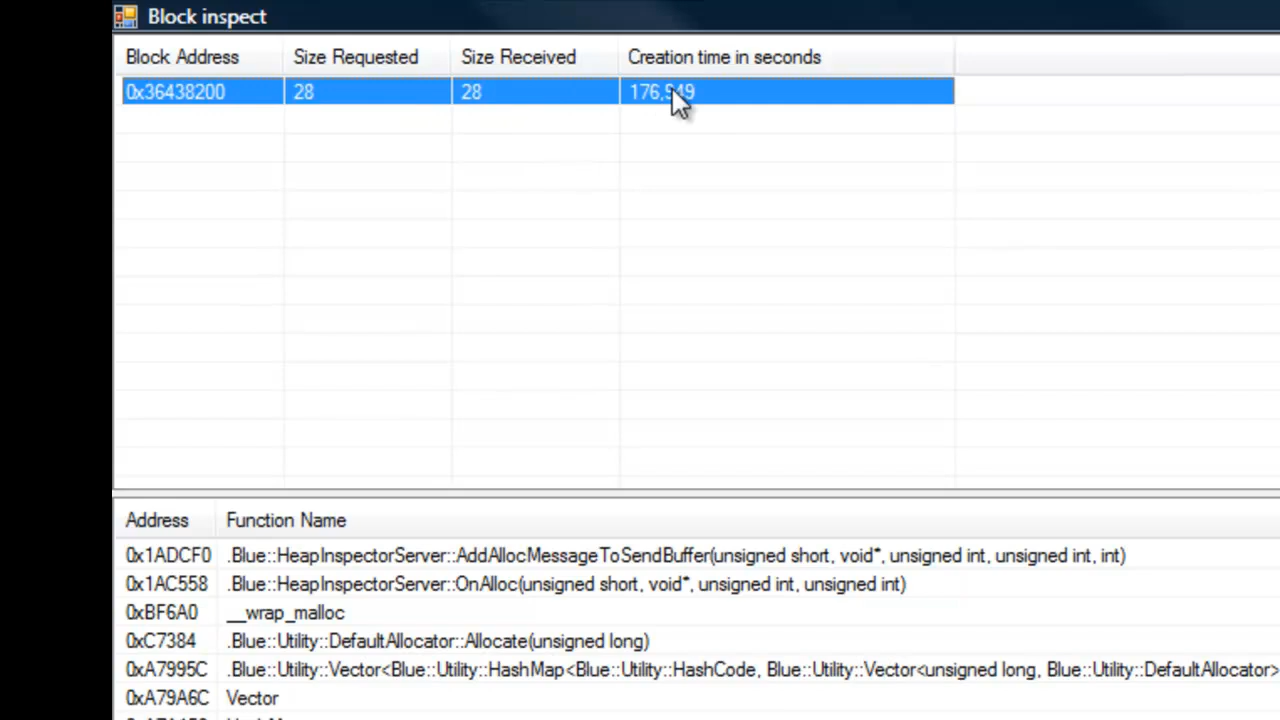 Block inspect
Block Address Size Requested Size Received Creation time in seconds
0x36438200 28 28 176,949
Address Function Name
0x1ADCF0 .Blue::HeapInspectorServer::AddAllocMessageToSendBuffer(unsigned short, void*, unsigned int, unsigned int, int)
0x1AC558 .Blue::HeapInspectorServer::OnAlloc(unsigned short, void*, unsigned int, unsigned int)
0xBF6A0 __wrap_malloc
0xC7384 .Blue::Utility::DefaultAllocator::Allocate(unsigned long)
0xA7995C .Blue::Utility::Vector<Blue::Utility::HashMap<Blue::Utility::HashCode, Blue::Utility::Vector<unsigned long, Blue::Utility::DefaultAllocator>
0xA79A6C Vector